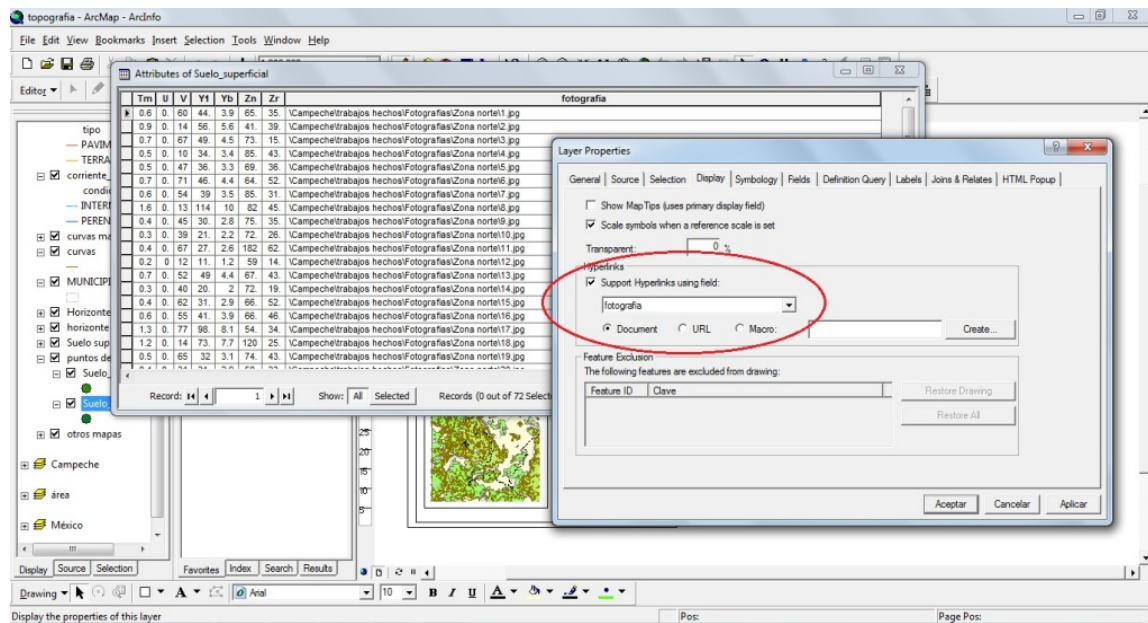 topografia - ArcMap - ArcInfo
File Edit View Bookmarks Insert Selection Tools Window Help
Editor
Attributes of Suelo_superficial
Tm U V Y1 Yb Zn Zr fotografia
0.6 0. 60 44. 3.9 65. 35. \Campeche\trabajos hechos\Fotografias\Zona norte\1.jpg
0.9 0. 14 56. 5.6 41. 39. \Campeche\trabajos hechos\Fotografias\Zona norte\2.jpg
0.7 0. 67 49. 4.5 73. 15. \Campeche\trabajos hechos\Fotografias\Zona norte\3.jpg
0.5 0. 10 34. 3.4 85. 43. \Campeche\trabajos hechos\Fotografias\Zona norte\4.jpg
0.5 0. 47 36. 3.3 69. 36. \Campeche\trabajos hechos\Fotografias\Zona norte\5.jpg
0.7 0. 71 46. 4.4 64. 52. \Campeche\trabajos hechos\Fotografias\Zona norte\6.jpg
0.6 0. 54 39 3.5 85. 31. \Campeche\trabajos hechos\Fotografias\Zona norte\7.jpg
1.6 0. 13 114 10 82 45. \Campeche\trabajos hechos\Fotografias\Zona norte\8.jpg
0.4 0. 45 30. 2.8 75. 35. \Campeche\trabajos hechos\Fotografias\Zona norte\9.jpg
0.3 0. 39 21. 2.2 72. 26. \Campeche\trabajos hechos\Fotografias\Zona norte\10.jpg
0.4 0. 67 27. 2.6 182 62. \Campeche\trabajos hechos\Fotografias\Zona norte\11.jpg
0.2 0 12 11. 1.2 59 14. \Campeche\trabajos hechos\Fotografias\Zona norte\12.jpg
0.7 0. 52 49 4.4 67. 43. \Campeche\trabajos hechos\Fotografias\Zona norte\13.jpg
0.3 0. 40 20. 2 72. 19. \Campeche\trabajos hechos\Fotografias\Zona norte\14.jpg
0.4 0. 62 31. 2.9 66. 52. \Campeche\trabajos hechos\Fotografias\Zona norte\15.jpg
0.6 0. 55 41. 3.9 66. 46. \Campeche\trabajos hechos\Fotografias\Zona norte\16.jpg
1.3 0. 77 98. 8.1 54. 34. \Campeche\trabajos hechos\Fotografias\Zona norte\17.jpg
1.2 0. 14 73. 7.7 120 25. \Campeche\trabajos hechos\Fotografias\Zona norte\18.jpg
0.5 0. 65 32 3.1 74. 43. \Campeche\trabajos hechos\Fotografias\Zona norte\19.jpg
Record: 1 Show: All Selected Records (0 out of 72 Select
tipo
PAVIM
TERRA
corriente_
condi
INTERI
PEREN
curvas ma
curvas
MUNICIPI
Horizonte
horizonte
Suelo sup
puntos de
Suelo_
Suelo_
otros mapas
Campeche
área
México
Display Source Selection
Favorites Index Search Results
25
20
15
10
5
Layer Properties
General Source Selection Display Symbology Fields Definition Query Labels Joins & Relates HTML Popup
Show MapTips (uses primary display field)
Scale symbols when a reference scale is set
Transparent: 0 %
Hyperlinks
Support Hyperlinks using field:
fotografia
Document URL Macro: Create...
Feature Exclusion
The following features are excluded from drawing:
Feature ID Clave
Restore Drawing
Restore All
Aceptar Cancelar Aplicar
Drawing A Arial 10 B I U A
Display the properties of this layer Pos: Page Pos: